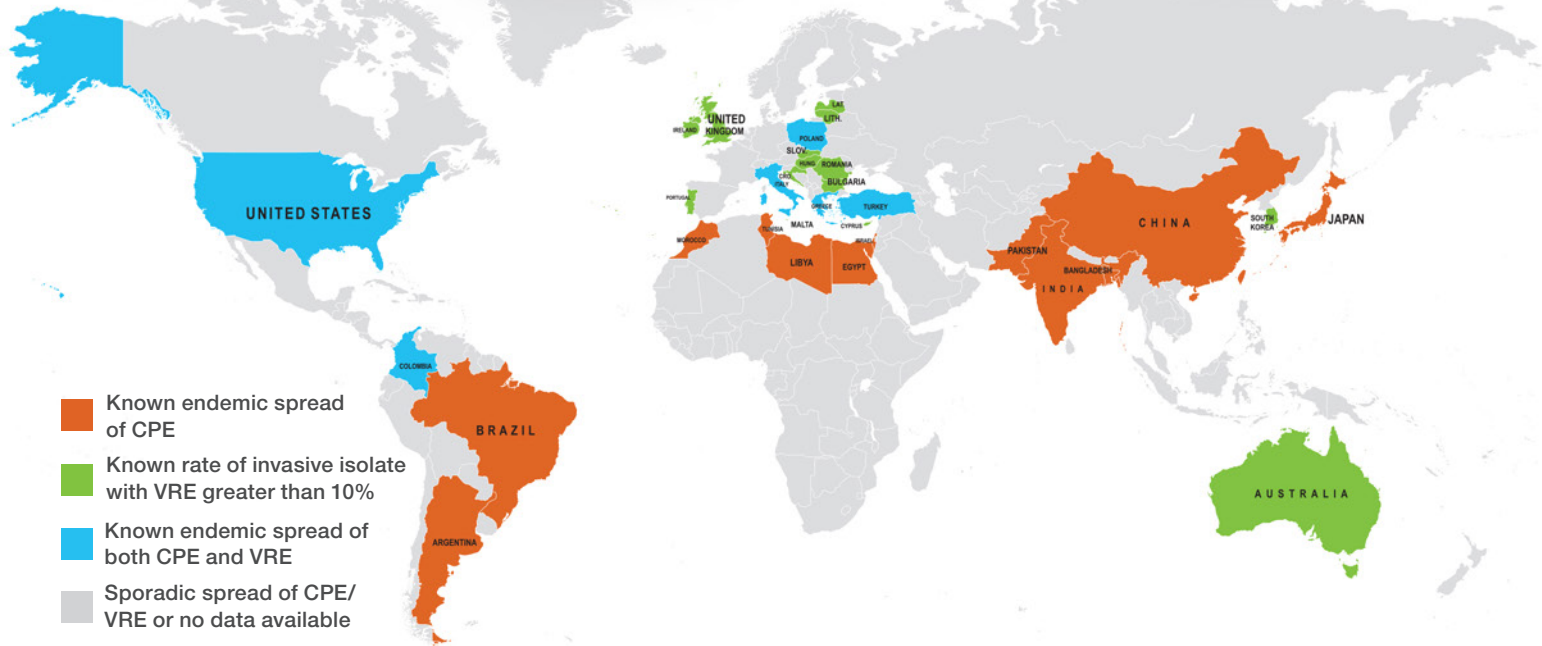 UNITED STATES
COLOMBIA
BRAZIL
ARGENTINA
IRELAND
UNITED
KINGDOM
LAT.
LITH.
POLAND
SLOV.
HUNG
ROMANIA
CRO.
ITALY
BULGARIA
PORTUGAL
GREECE
TURKEY
MALTA
CYPRUS
MOROCCO
TUNISIA
ISRAEL
LIBYA
EGYPT
PAKISTAN
BANGLADESH
INDIA
CHINA
SOUTH
KOREA
JAPAN
AUSTRALIA
Known endemic spread
of CPE
Known rate of invasive isolate
with VRE greater than 10%
Known endemic spread of
both CPE and VRE
Sporadic spread of CPE/
VRE or no data available